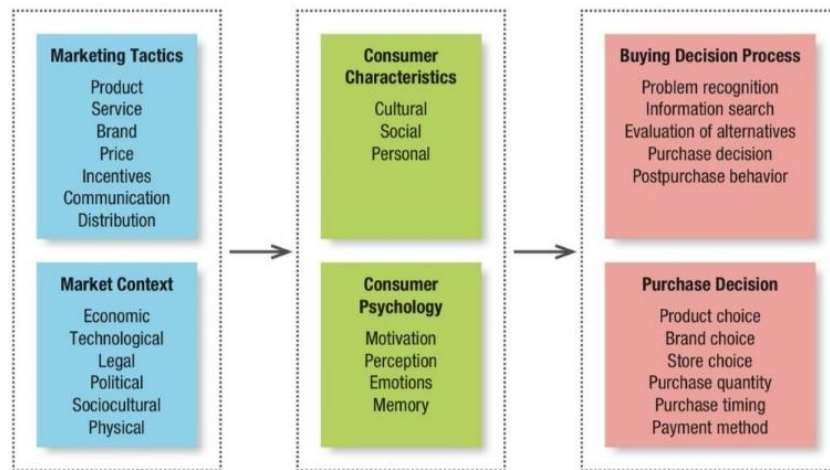 Marketing Tactics
Product
Service
Brand
Price
Incentives
Communication
Distribution
Market Context
Economic
Technological
Legal
Political
Sociocultural
Physical
Consumer
Characteristics
Cultural
Social
Personal
Consumer
Psychology
Motivation
Perception
Emotions
Memory
Buying Decision Process
Problem recognition
Information search
Evaluation of alternatives
Purchase decision
Postpurchase behavior
Purchase Decision
Product choice
Brand choice
Store choice
Purchase quantity
Purchase timing
Payment method